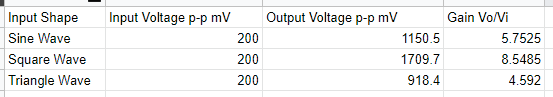 Input Shape Input Voltage p-p mV Output Voltage p-p mV Gain Vo/Vi
Sine Wave 200 1150.5 5.7525
Square Wave 200 1709.7 8.5485
Triangle Wave 200 918.4 4.592